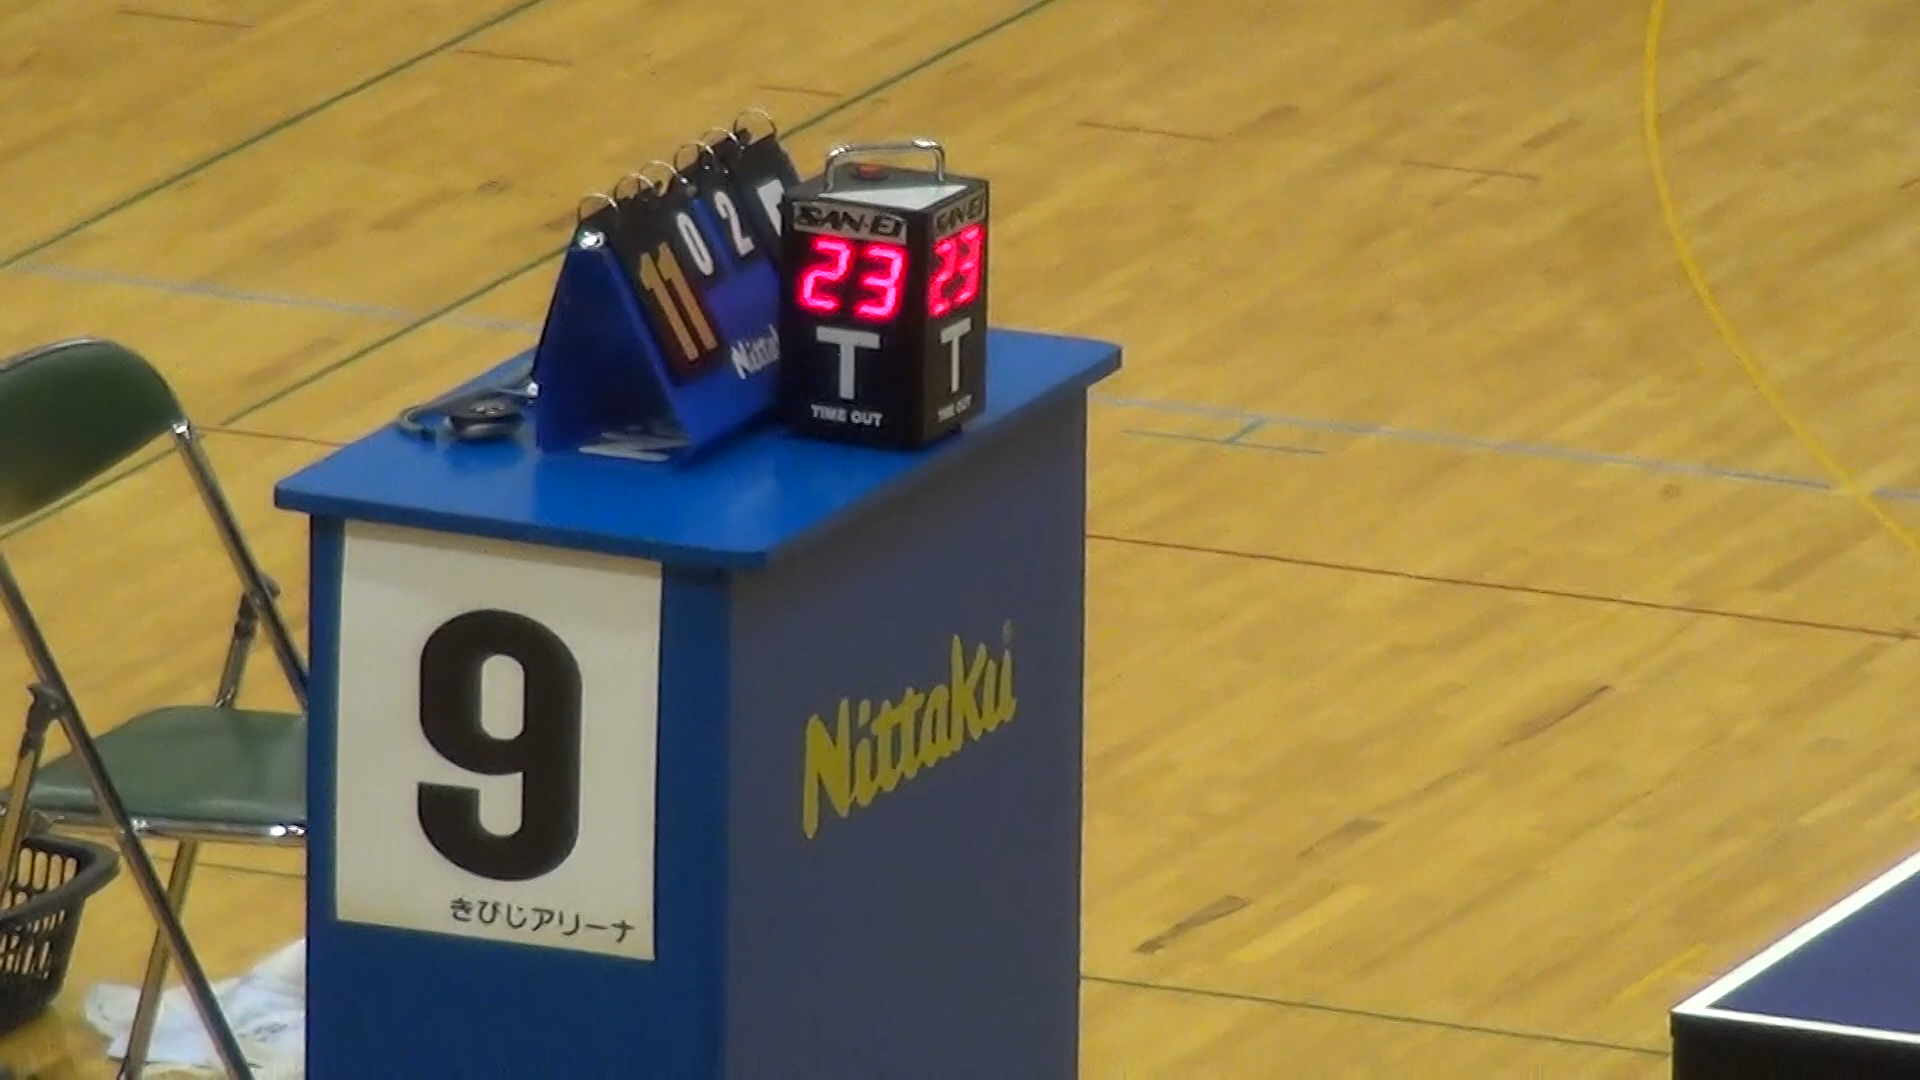 11 0 2
SAN-EI SAN-EI
23 23
T T
TIME OUT TIME OUT
Nittaku
9
きびじアリーナ
Nittaku